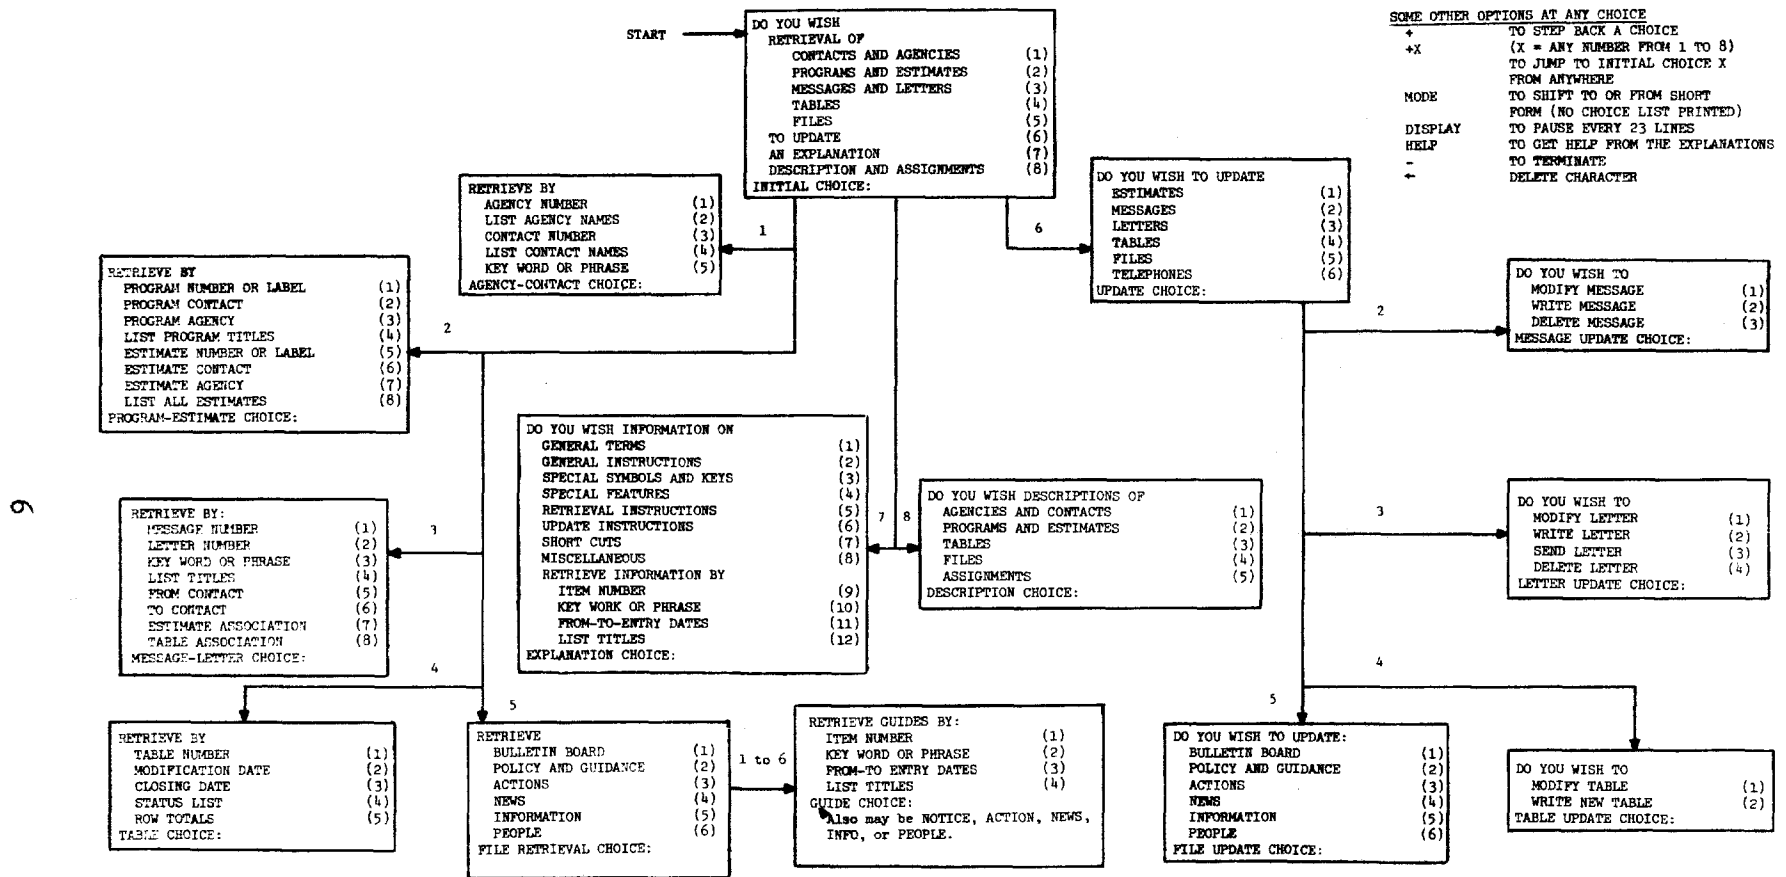 START
DO YOU WISH
RETRIEVAL OF
CONTACTS AND AGENCIES (1)
PROGRAMS AND ESTIMATES (2)
MESSAGES AND LETTERS (3)
TABLES (4)
FILES (5)
TO UPDATE (6)
AN EXPLANATION (7)
DESCRIPTION AND ASSIGNMENTS (8)
INITIAL CHOICE:
SOME OTHER OPTIONS AT ANY CHOICE
+ TO STEP BACK A CHOICE
+X (X = ANY NUMBER FROM 1 TO 8)
TO JUMP TO INITIAL CHOICE X
FROM ANYWHERE
MODE TO SHIFT TO OR FROM SHORT
FORM (NO CHOICE LIST PRINTED)
DISPLAY TO PAUSE EVERY 23 LINES
HELP TO GET HELP FROM THE EXPLANATIONS
- TO TERMINATE
← DELETE CHARACTER
RETRIEVE BY
AGENCY NUMBER (1)
LIST AGENCY NAMES (2)
CONTACT NUMBER (3)
LIST CONTACT NAMES (4)
KEY WORD OR PHRASE (5)
AGENCY-CONTACT CHOICE:
1
6
DO YOU WISH TO UPDATE
ESTIMATES (1)
MESSAGES (2)
LETTERS (3)
TABLES (4)
FILES (5)
TELEPHONES (6)
UPDATE CHOICE:
RETRIEVE BY
PROGRAM NUMBER OR LABEL (1)
PROGRAM CONTACT (2)
PROGRAM AGENCY (3)
LIST PROGRAM TITLES (4)
ESTIMATE NUMBER OR LABEL (5)
ESTIMATE CONTACT (6)
ESTIMATE AGENCY (7)
LIST ALL ESTIMATES (8)
PROGRAM-ESTIMATE CHOICE:
2
2
DO YOU WISH TO
MODIFY MESSAGE (1)
WRITE MESSAGE (2)
DELETE MESSAGE (3)
MESSAGE UPDATE CHOICE:
DO YOU WISH INFORMATION ON
GENERAL TERMS (1)
GENERAL INSTRUCTIONS (2)
SPECIAL SYMBOLS AND KEYS (3)
SPECIAL FEATURES (4)
RETRIEVAL INSTRUCTIONS (5)
UPDATE INSTRUCTIONS (6)
SHORT CUTS (7)
MISCELLANEOUS (8)
RETRIEVE INFORMATION BY
ITEM NUMBER (9)
KEY WORK OR PHRASE (10)
FROM-TO-ENTRY DATES (11)
LIST TITLES (12)
EXPLANATION CHOICE:
7
8
DO YOU WISH DESCRIPTIONS OF
AGENCIES AND CONTACTS (1)
PROGRAMS AND ESTIMATES (2)
TABLES (3)
FILES (4)
ASSIGNMENTS (5)
DESCRIPTION CHOICE:
3
DO YOU WISH TO
MODIFY LETTER (1)
WRITE LETTER (2)
SEND LETTER (3)
DELETE LETTER (4)
LETTER UPDATE CHOICE:
RETRIEVE BY:
MESSAGE NUMBER (1)
LETTER NUMBER (2)
KEY WORD OR PHRASE (3)
LIST TITLES (4)
FROM CONTACT (5)
TO CONTACT (6)
ESTIMATE ASSOCIATION (7)
TABLE ASSOCIATION (8)
MESSAGE-LETTER CHOICE:
3
4
5
RETRIEVE BY
TABLE NUMBER (1)
MODIFICATION DATE (2)
CLOSING DATE (3)
STATUS LIST (4)
ROW TOTALS (5)
TABLE CHOICE:
RETRIEVE
BULLETIN BOARD (1)
POLICY AND GUIDANCE (2)
ACTIONS (3)
NEWS (4)
INFORMATION (5)
PEOPLE (6)
FILE RETRIEVAL CHOICE:
1 to 6
RETRIEVE GUIDES BY:
ITEM NUMBER (1)
KEY WORD OR PHRASE (2)
FROM-TO ENTRY DATES (3)
LIST TITLES (4)
GUIDE CHOICE:
Also may be NOTICE, ACTION, NEWS,
INFO, or PEOPLE.
5
4
DO YOU WISH TO UPDATE:
BULLETIN BOARD (1)
POLICY AND GUIDANCE (2)
ACTIONS (3)
NEWS (4)
INFORMATION (5)
PEOPLE (6)
FILE UPDATE CHOICE:
DO YOU WISH TO
MODIFY TABLE (1)
WRITE NEW TABLE (2)
TABLE UPDATE CHOICE:
6